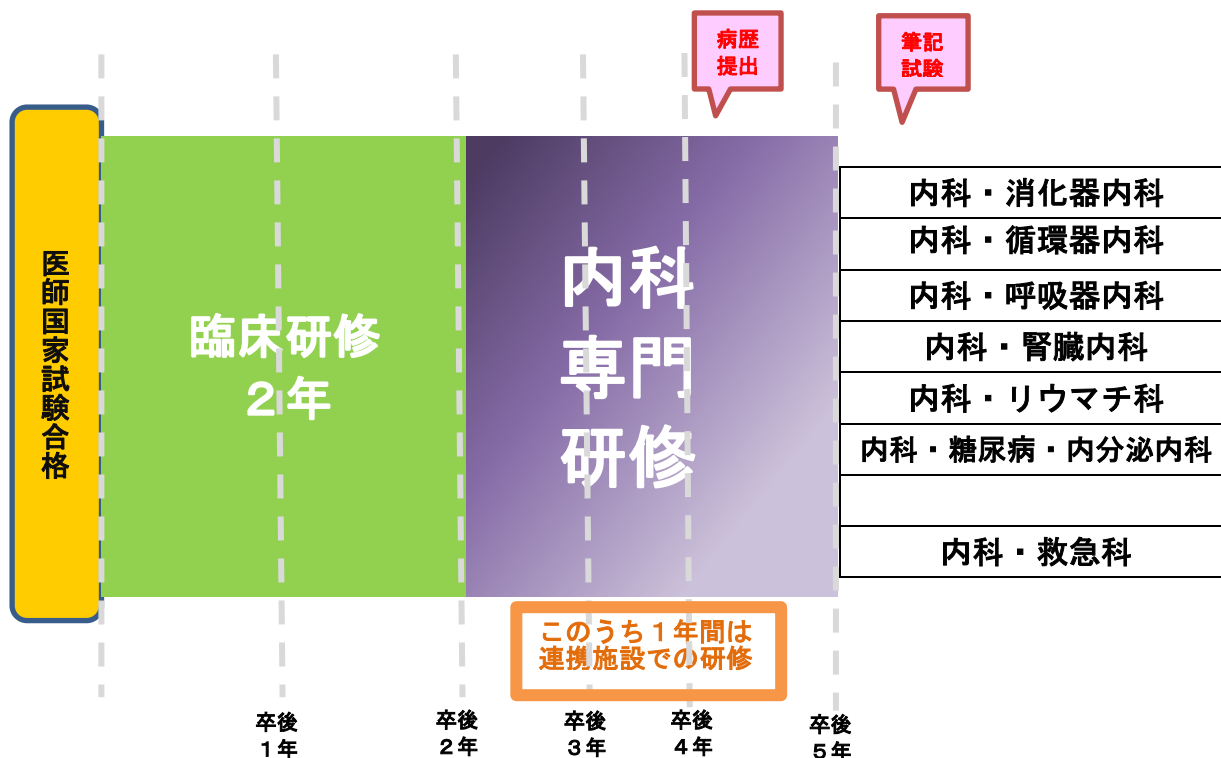 病歴
提出
筆記
試験
医師国家試験合格
臨床研修
２年
内科
専門
研修
内科・消化器内科
内科・循環器内科
内科・呼吸器内科
内科・腎臓内科
内科・リウマチ科
内科・糖尿病・内分泌内科
内科・救急科
このうち１年間は
連携施設での研修
卒後
１年
卒後
２年
卒後
３年
卒後
４年
卒後
５年